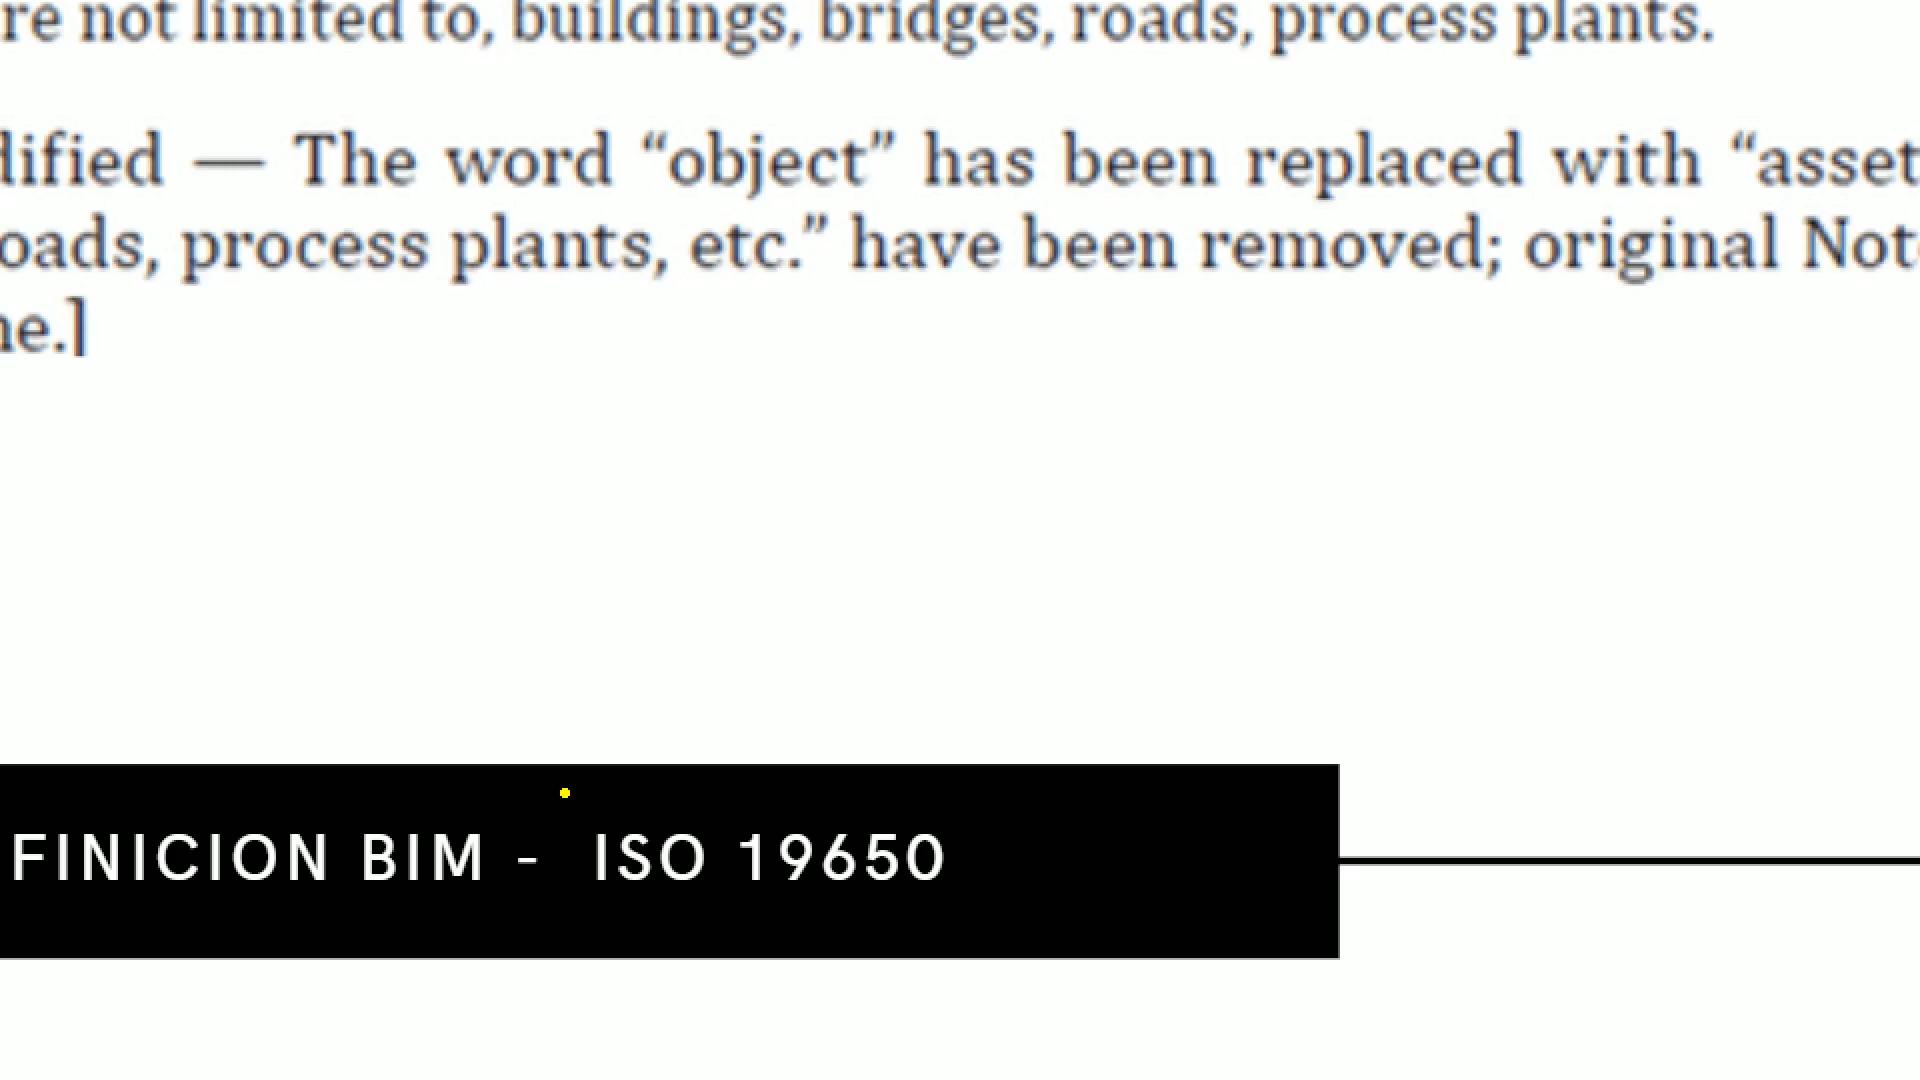 re not limited to, buildings, bridges, roads, process plants.
dified — The word “object” has been replaced with “asset
oads, process plants, etc.” have been removed; original Not
ne.]
FINICION BIM - ISO 19650